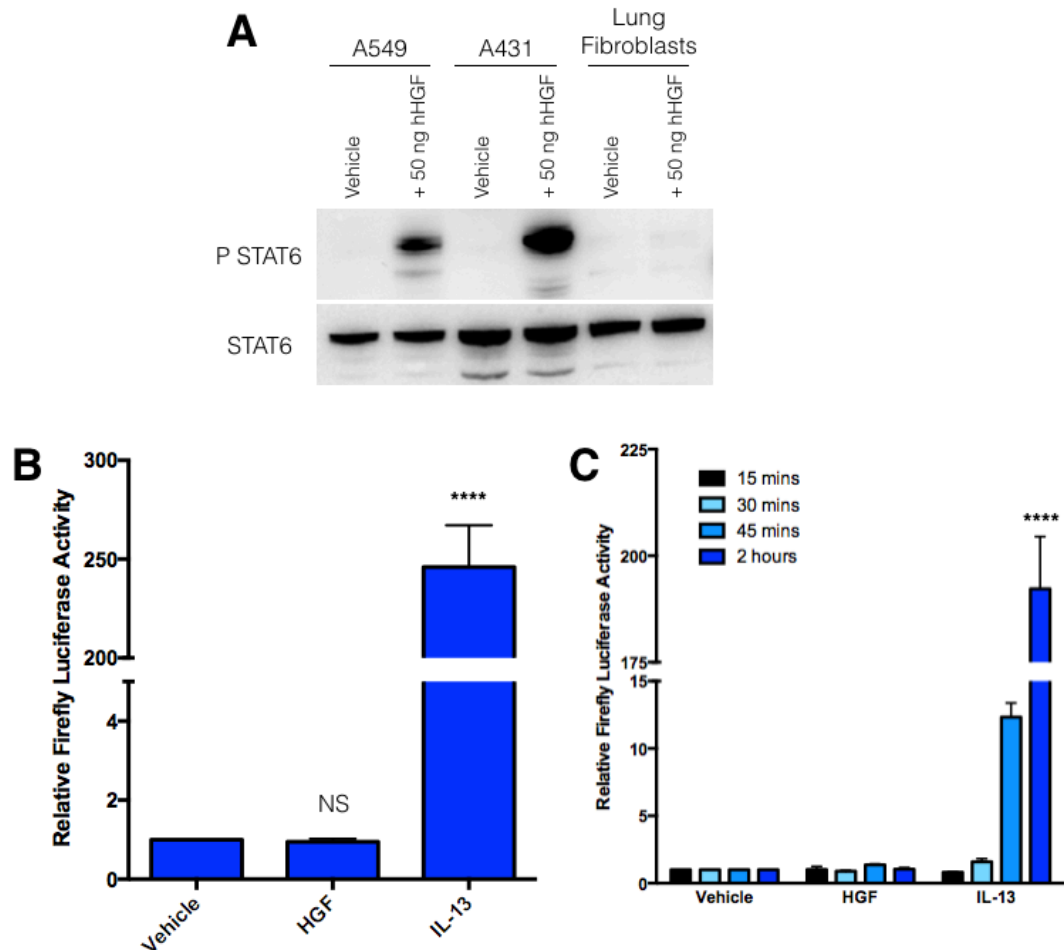 A
A549
A431
Lung
Fibroblasts
Vehicle
+ 50 ng hHGF
Vehicle
+ 50 ng hHGF
Vehicle
+ 50 ng hHGF
P STAT6
STAT6
B
Relative Firefly Luciferase Activity
300
250
200
4
2
0
NS
****
Vehicle
HGF
IL-13
C
Relative Firefly Luciferase Activity
225
200
175
15
10
5
0
15 mins
30 mins
45 mins
2 hours
****
Vehicle
HGF
IL-13